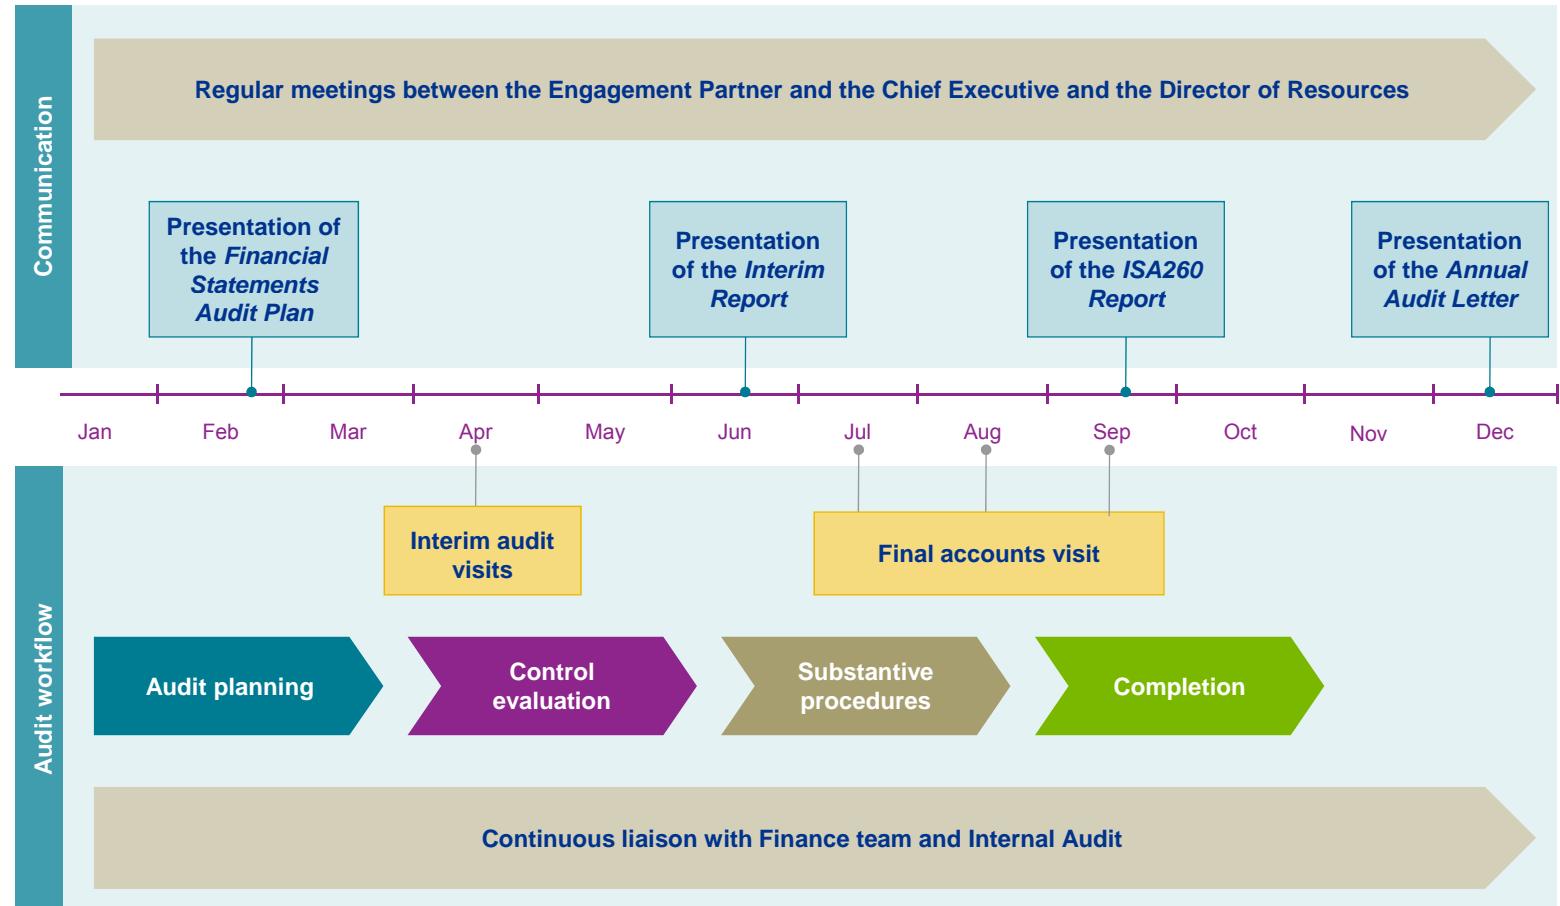 Communication
Regular meetings between the Engagement Partner and the Chief Executive and the Director of Resources
Presentation of
the Financial
Statements
Audit Plan
Presentation
of the Interim
Report
Presentation
of the ISA260
Report
Presentation
of the Annual
Audit Letter
Jan Feb Mar Apr May Jun Jul Aug Sep Oct Nov Dec
Audit workflow
Interim audit
visits
Final accounts visit
Audit planning
Control
evaluation
Substantive
procedures
Completion
Continuous liaison with Finance team and Internal Audit